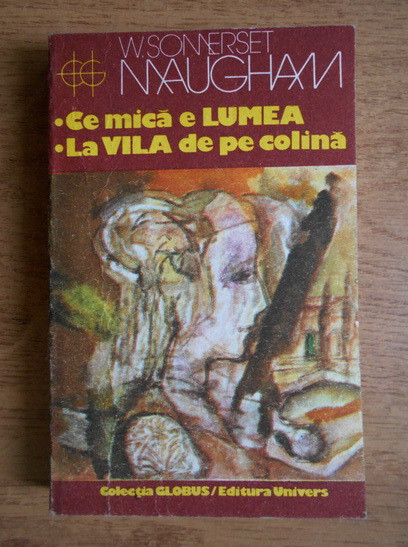 W. SOMERSET
MAUGHAM
• Ce mică e LUMEA
• La VILA de pe colină
Colecția GLOBUS/Editura Univers